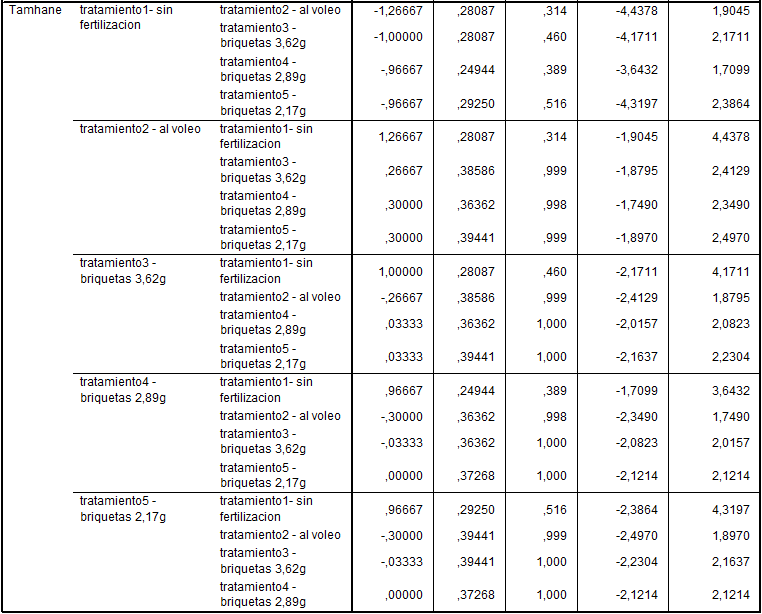 Tamhane tratamiento1- sin fertilizacion tratamiento2 - al voleo -1,26667 ,28087 ,314 -4,4378 1,9045
tratamiento3 - briquetas 3,62g -1,00000 ,28087 ,460 -4,1711 2,1711
tratamiento4 - briquetas 2,89g -,96667 ,24944 ,389 -3,6432 1,7099
tratamiento5 - briquetas 2,17g -,96667 ,29250 ,516 -4,3197 2,3864
tratamiento2 - al voleo tratamiento1- sin fertilizacion 1,26667 ,28087 ,314 -1,9045 4,4378
tratamiento3 - briquetas 3,62g ,26667 ,38586 ,999 -1,8795 2,4129
tratamiento4 - briquetas 2,89g ,30000 ,36362 ,998 -1,7490 2,3490
tratamiento5 - briquetas 2,17g ,30000 ,39441 ,999 -1,8970 2,4970
tratamiento3 - briquetas 3,62g tratamiento1- sin fertilizacion 1,00000 ,28087 ,460 -2,1711 4,1711
tratamiento2 - al voleo -,26667 ,38586 ,999 -2,4129 1,8795
tratamiento4 - briquetas 2,89g ,03333 ,36362 1,000 -2,0157 2,0823
tratamiento5 - briquetas 2,17g ,03333 ,39441 1,000 -2,1637 2,2304
tratamiento4 - briquetas 2,89g tratamiento1- sin fertilizacion ,96667 ,24944 ,389 -1,7099 3,6432
tratamiento2 - al voleo -,30000 ,36362 ,998 -2,3490 1,7490
tratamiento3 - briquetas 3,62g -,03333 ,36362 1,000 -2,0823 2,0157
tratamiento5 - briquetas 2,17g ,00000 ,37268 1,000 -2,1214 2,1214
tratamiento5 - briquetas 2,17g tratamiento1- sin fertilizacion ,96667 ,29250 ,516 -2,3864 4,3197
tratamiento2 - al voleo -,30000 ,39441 ,999 -2,4970 1,8970
tratamiento3 - briquetas 3,62g -,03333 ,39441 1,000 -2,2304 2,1637
tratamiento4 - briquetas 2,89g ,00000 ,37268 1,000 -2,1214 2,1214